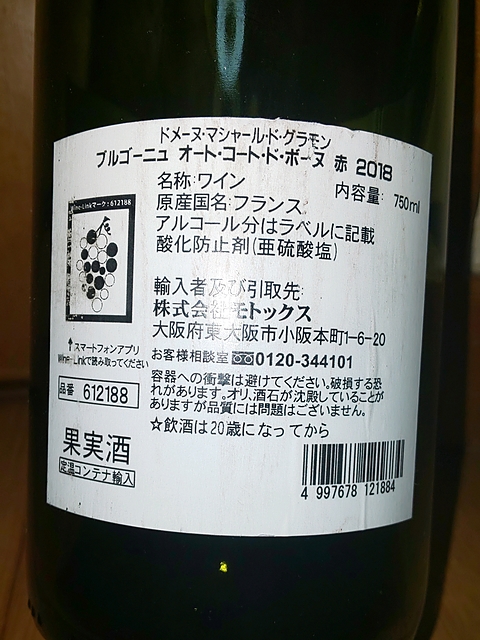 ドメーヌ・マシャール・ド・グラモン
ブルゴーニュ オート・コート・ド・ボーヌ 赤 2018
名称:ワイン 内容量: 750ml
原産国名:フランス
アルコール分はラベルに記載
酸化防止剤(亜硫酸塩)
Wine-Linkマーク:612188
輸入者及び引取先:
株式会社モトックス
大阪府東大阪市小阪本町1-6-20
↑スマートフォンアプリ
Wine-Linkで読み取ってください
お客様相談室 0120-344101
容器への衝撃は避けてください。破損する恐
れがあります。オリ、酒石が沈殿していることが
ありますが品質には問題はございません。
品番 612188
☆飲酒は20歳になってから
果実酒
定温コンテナ輸入
4 997678 121884